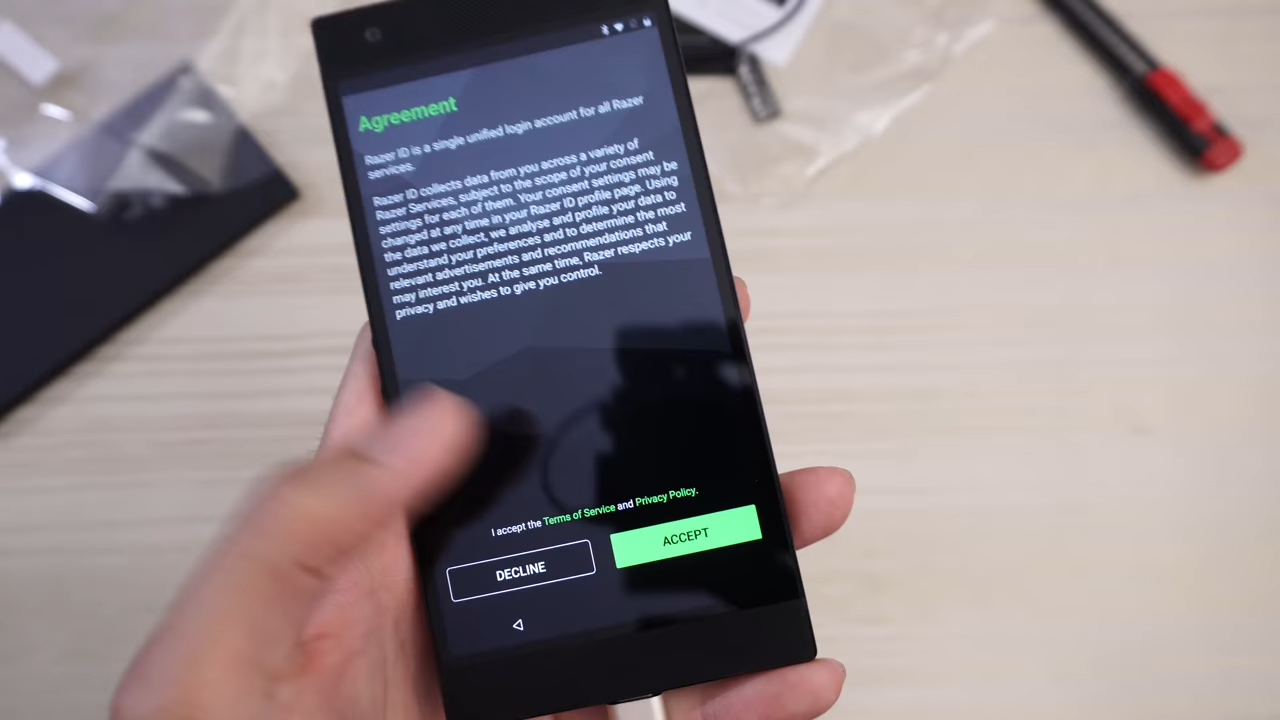 Agreement
Razer ID is a single unified login account for all Razer
services.
Razer ID collects data from you across a variety of
Razer Services, subject to the scope of your consent
settings for each of them. Your consent settings may be
changed at any time in your Razer ID profile page. Using
the data we collect, we analyse and profile your data to
understand your preferences and to determine the most
relevant advertisements and recommendations that
may interest you. At the same time, Razer respects your
privacy and wishes to give you control.
I accept the Terms of Service and Privacy Policy.
DECLINE
ACCEPT